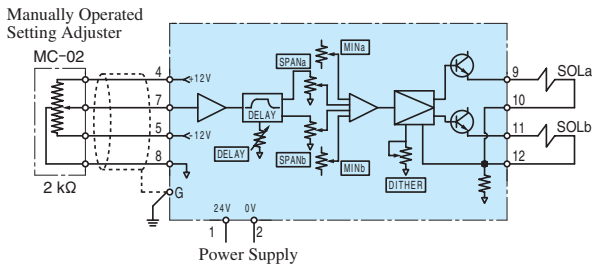 Manually Operated
Setting Adjuster
MC-02
2 kΩ
4
7
5
8
G
+12V
-12V
DELAY
DELAY
SPANa
SPANb
MINa
MINb
DITHER
9
10
11
12
SOLa
SOLb
24V 0V
1 2
Power Supply